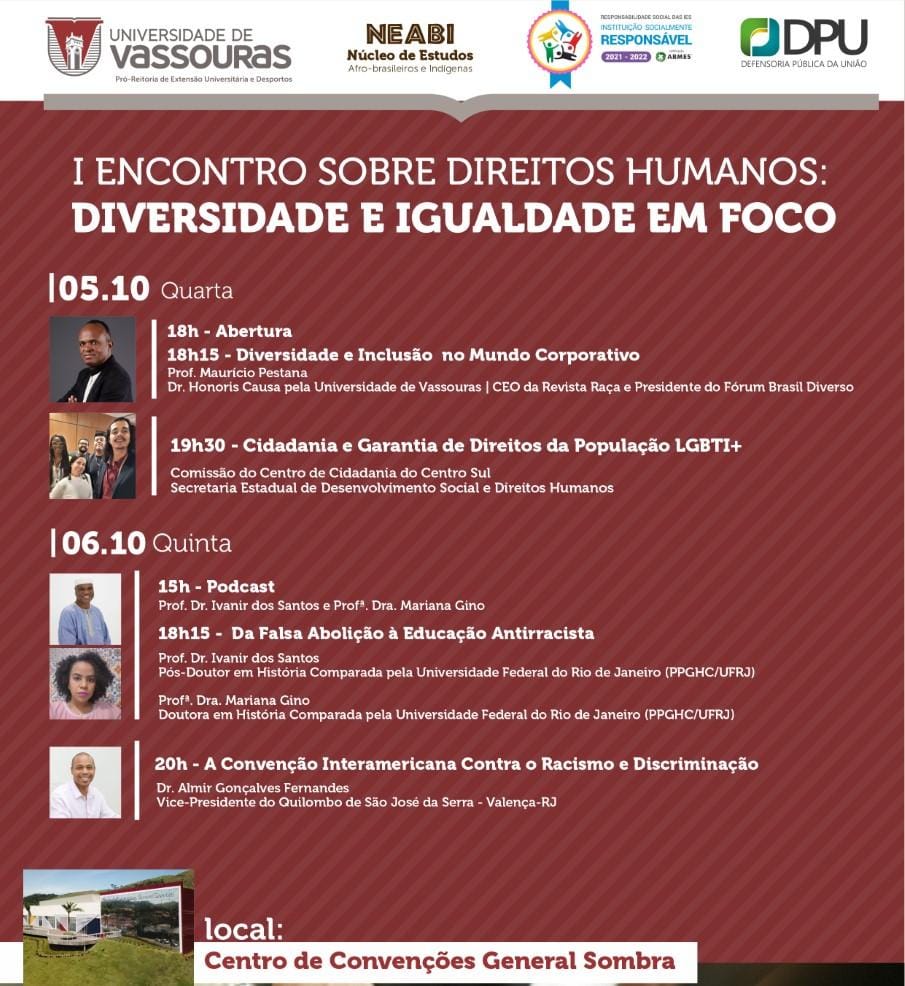 UNIVERSIDADE DE
VASSOURAS
Pró-Reitoria de Extensão Universitária e Desportos
NEABI
Núcleo de Estudos
Afro-brasileiros e Indígenas
RESPONSABILIDADE SOCIAL DAS IES
INSTITUIÇÃO SOCIALMENTE
RESPONSÁVEL
2021 - 2022
ABMES
DPU
DEFENSORIA PÚBLICA DA UNIÃO
I ENCONTRO SOBRE DIREITOS HUMANOS:
DIVERSIDADE E IGUALDADE EM FOCO
05.10 Quarta
18h - Abertura
18h15 - Diversidade e Inclusão no Mundo Corporativo
Prof. Maurício Pestana
Dr. Honoris Causa pela Universidade de Vassouras | CEO da Revista Raça e Presidente do Fórum Brasil Diverso
19h30 - Cidadania e Garantia de Direitos da População LGBTI+
Comissão do Centro de Cidadania do Centro Sul
Secretaria Estadual de Desenvolvimento Social e Direitos Humanos
06.10 Quinta
15h - Podcast
Prof. Dr. Ivanir dos Santos e Profª. Dra. Mariana Gino
18h15 - Da Falsa Abolição à Educação Antirracista
Prof. Dr. Ivanir dos Santos
Pós-Doutor em História Comparada pela Universidade Federal do Rio de Janeiro (PPGHC/UFRJ)
Profª. Dra. Mariana Gino
Doutora em História Comparada pela Universidade Federal do Rio de Janeiro (PPGHC/UFRJ)
20h - A Convenção Interamericana Contra o Racismo e Discriminação
Dr. Almir Gonçalves Fernandes
Vice-Presidente do Quilombo de São José da Serra - Valença-RJ
local:
Centro de Convenções General Sombra